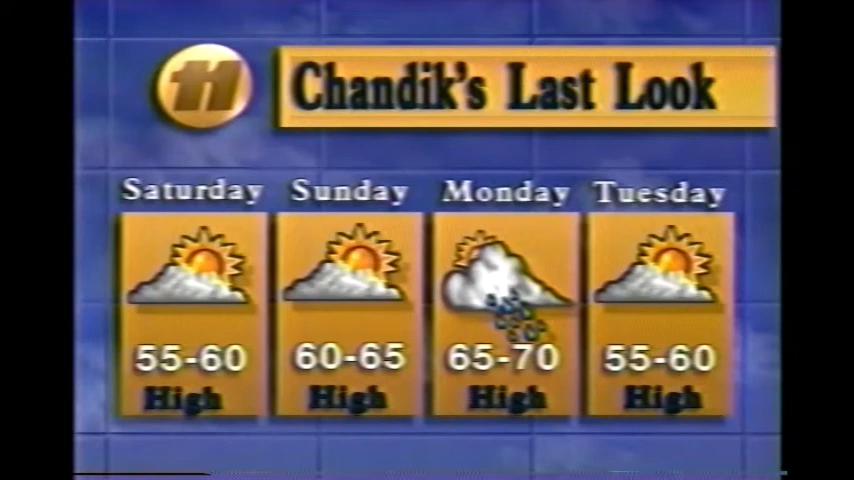 11 Chandik's Last Look
Saturday Sunday Monday Tuesday
55-60 60-65 65-70 55-60
High High High High